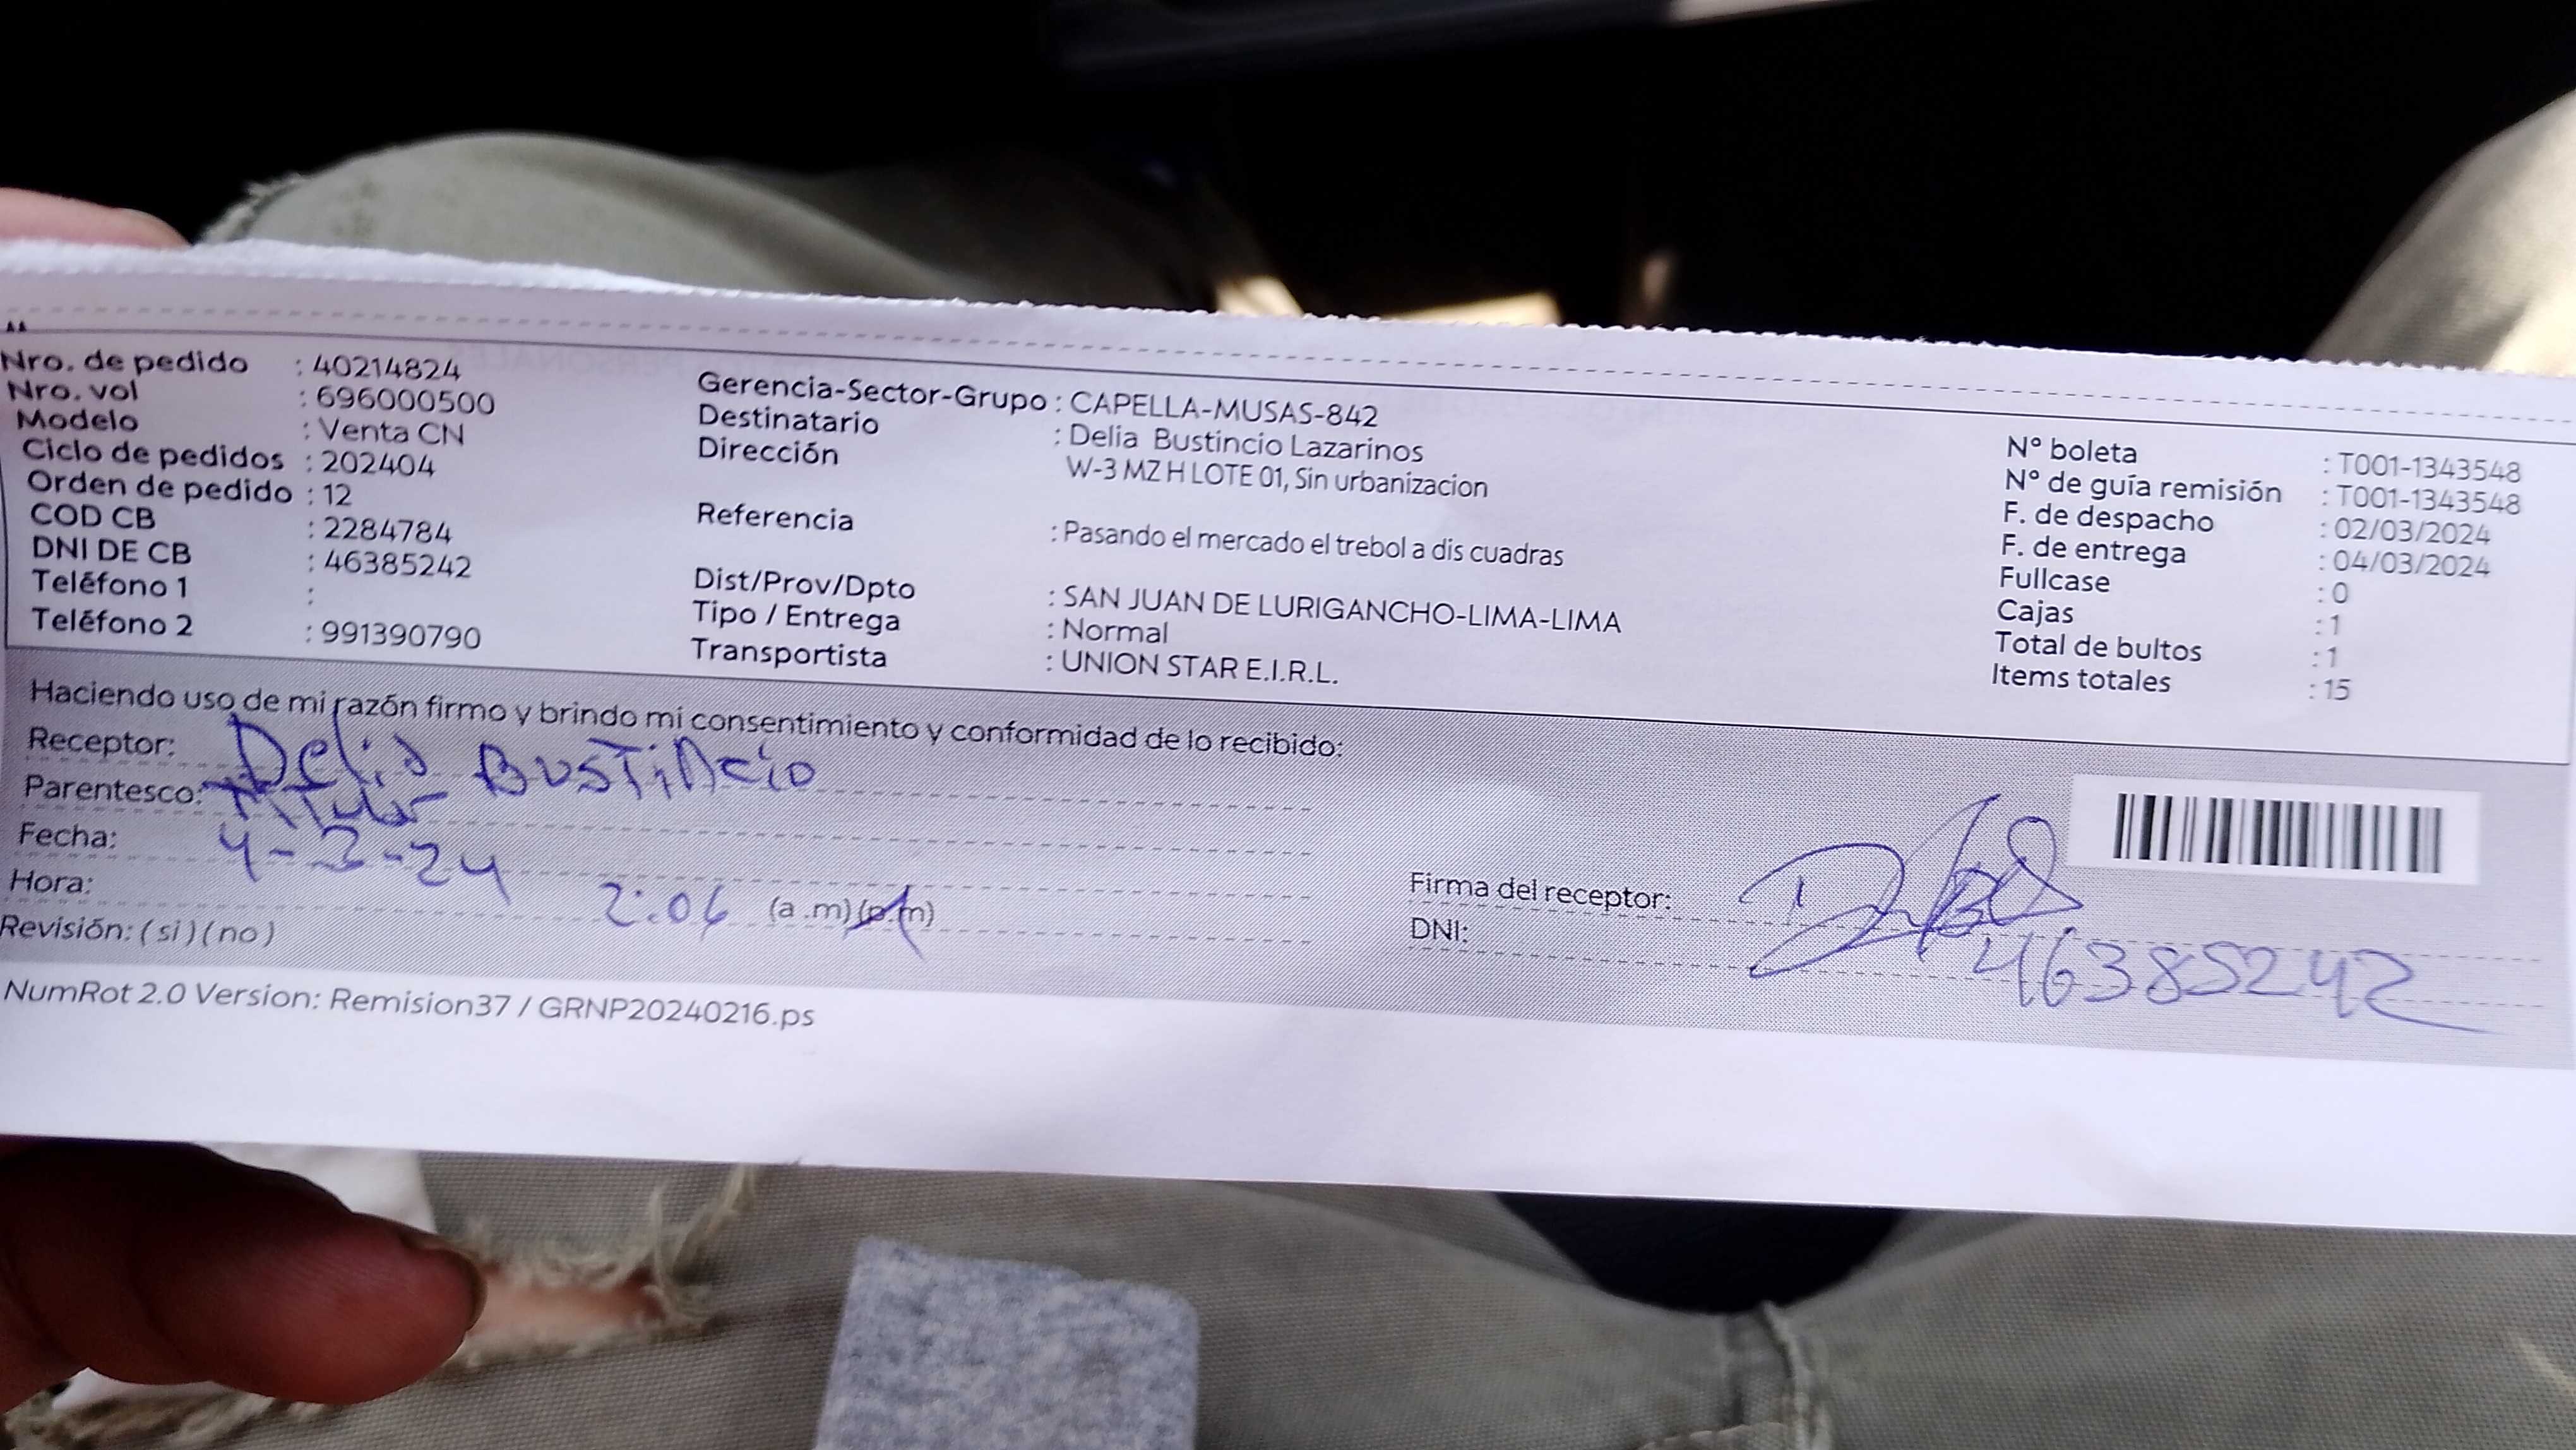 Nro. de pedido : 40214824
Nro. vol : 696000500
Modelo : Venta CN
Ciclo de pedidos : 202404
Orden de pedido : 12
COD CB : 2284784
DNI DE CB : 46385242
Teléfono 1 :
Teléfono 2 : 991390790
Gerencia-Sector-Grupo : CAPELLA-MUSAS-842
Destinatario : Delia Bustincio Lazarinos
Dirección W-3 MZ H LOTE 01, Sin urbanizacion
Referencia : Pasando el mercado el trebol a dis cuadras
Dist/Prov/Dpto : SAN JUAN DE LURIGANCHO-LIMA-LIMA
Tipo / Entrega : Normal
Transportista : UNION STAR E.I.R.L.
N° boleta : T001-1343548
N° de guía remisión : T001-1343548
F. de despacho : 02/03/2024
F. de entrega : 04/03/2024
Fullcase : 0
Cajas : 1
Total de bultos : 1
Items totales : 15
Haciendo uso de mi razón firmo y brindo mi consentimiento y conformidad de lo recibido:
Receptor: Delia Bustincio
Parentesco: Titular
Fecha: 4-3-24
Hora: 2:06 (a.m)(p.m)
Revisión: (si)(no)
Firma del receptor:
DNI: 46385242
NumRot 2.0 Version: Remision37 / GRNP20240216.ps